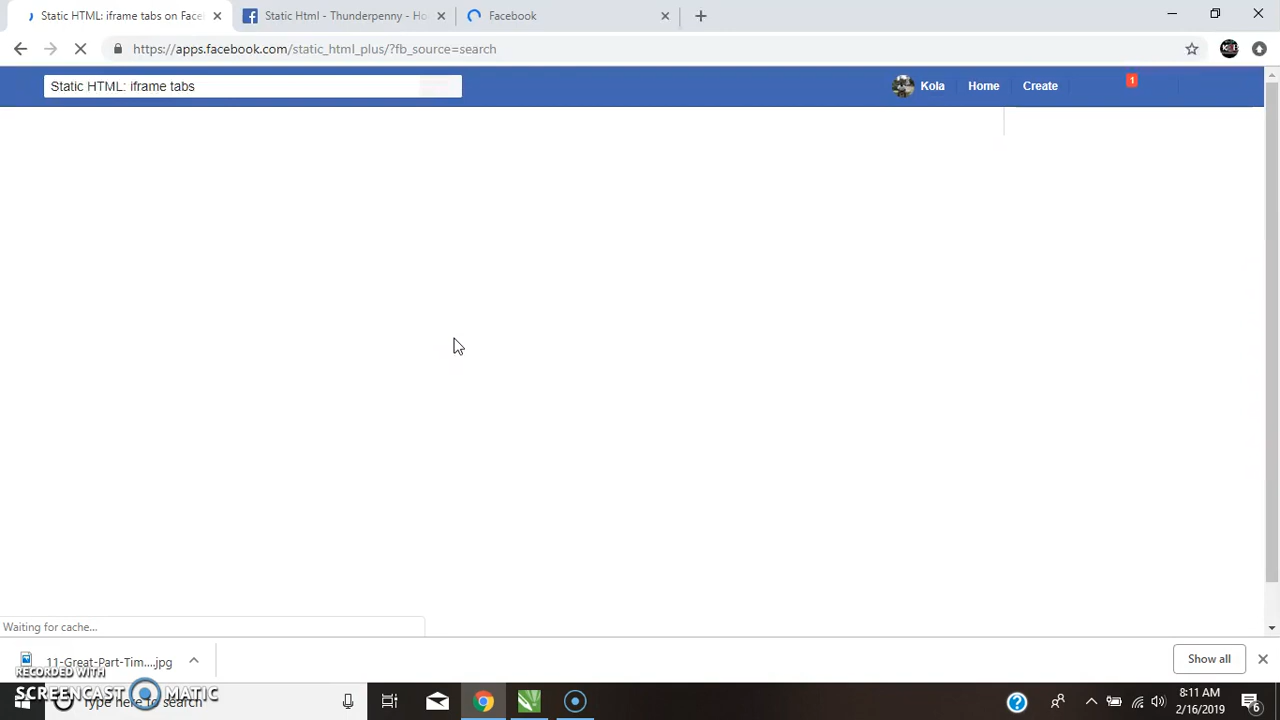 Static HTML: iframe tabs on Face
Static Html - Thunderpenny - Ho
Facebook
https://apps.facebook.com/static_html_plus/?fb_source=search
Static HTML: iframe tabs
Kola
Home
Create
1
Waiting for cache...
11-Great-Part-Tim....jpg
Show all
RECORDED WITH
SCREENCAST MATIC
Type here to search
8:11 AM
2/16/2019
6